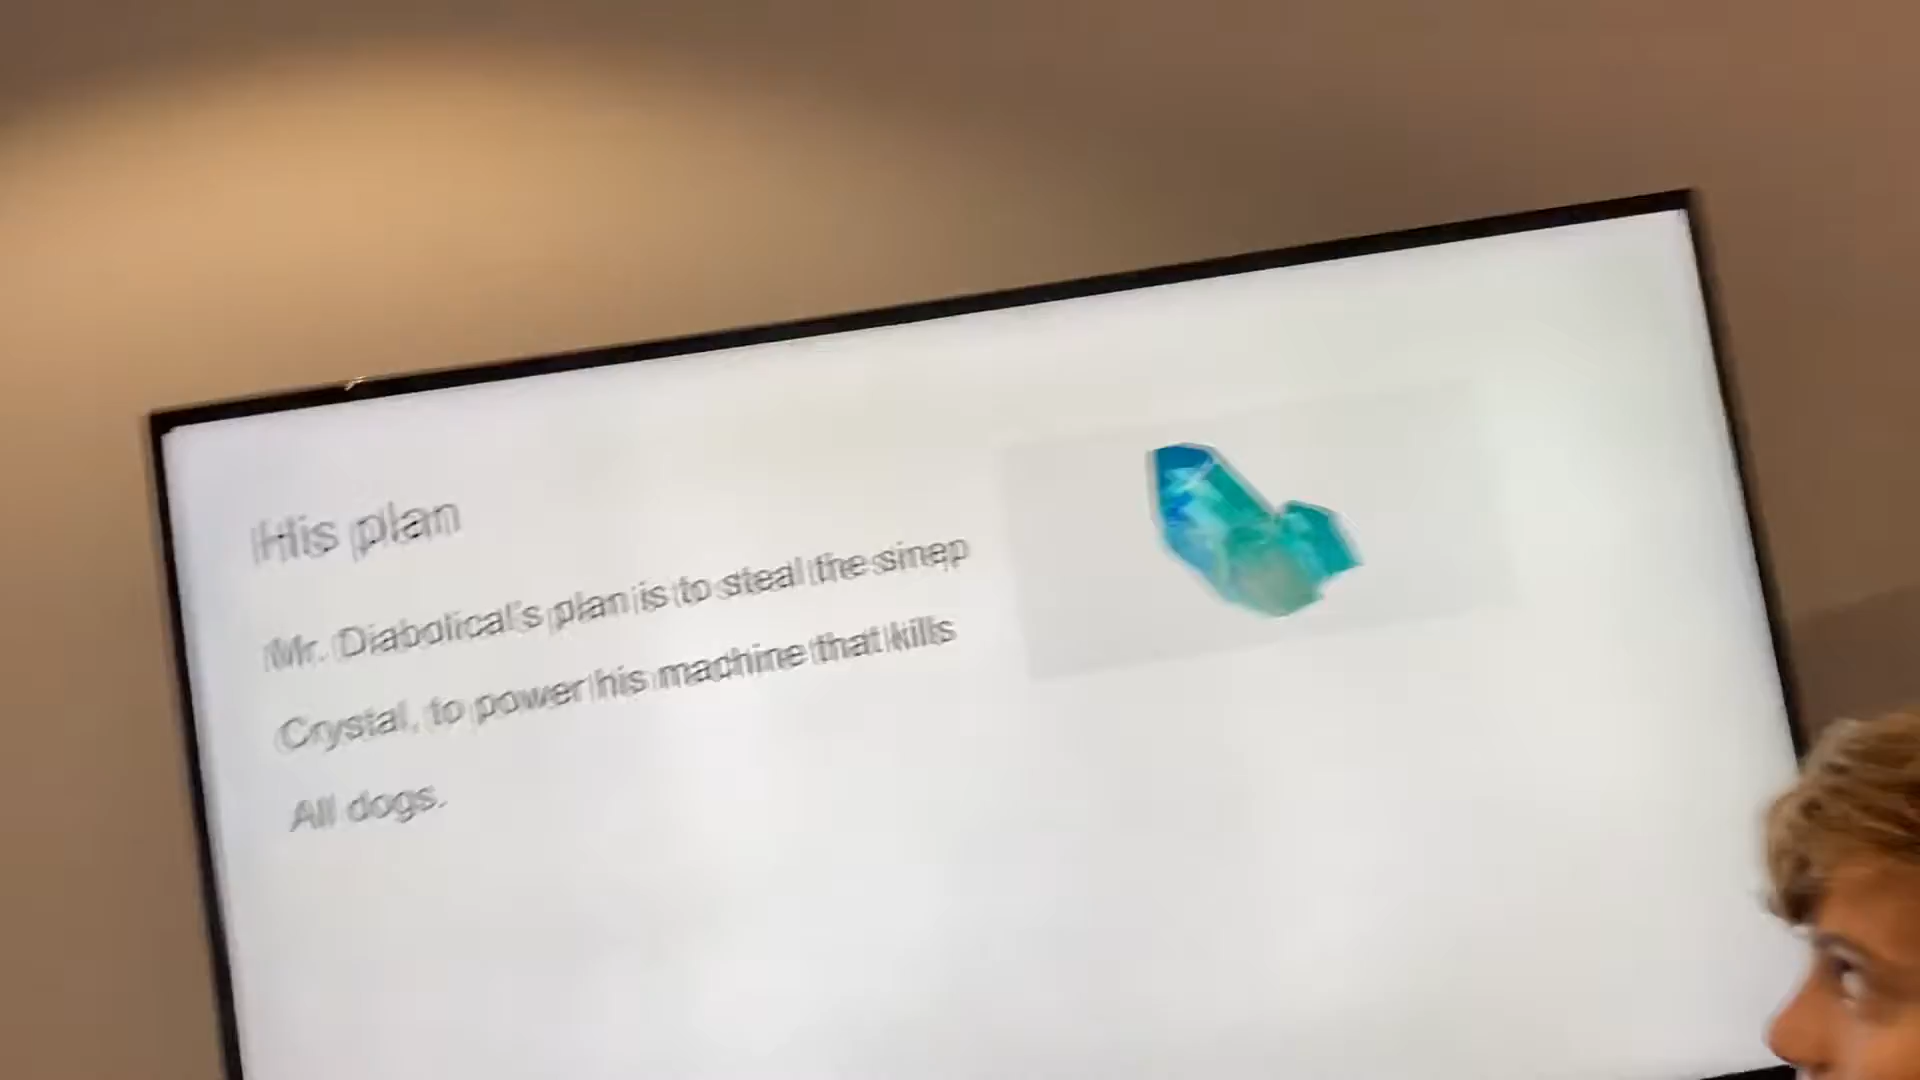 His plan
Mr. Diabolical's plan is to steal the sinep
Crystal, to power his machine that kills
All dogs.